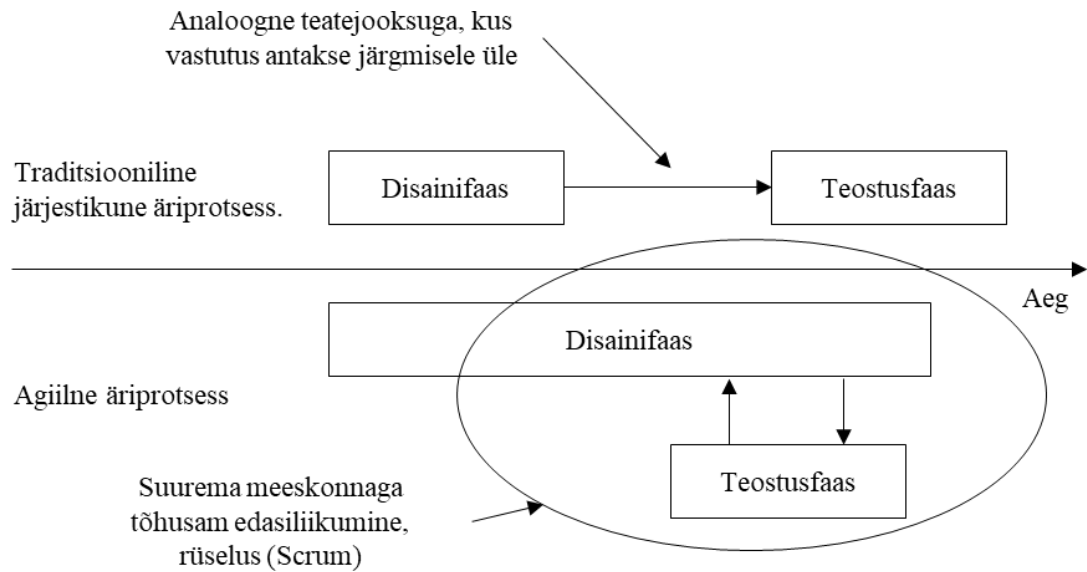 Analoogne teatejooksuga, kus
vastutus antakse järgmisele üle
Traditsiooniline
järjestikune äriprotsess.
Disainifaas
Teostusfaas
Aeg
Disainifaas
Agiilne äriprotsess
Teostusfaas
Suurema meeskonnaga
tõhusam edasiliikumine,
rüselus (Scrum)